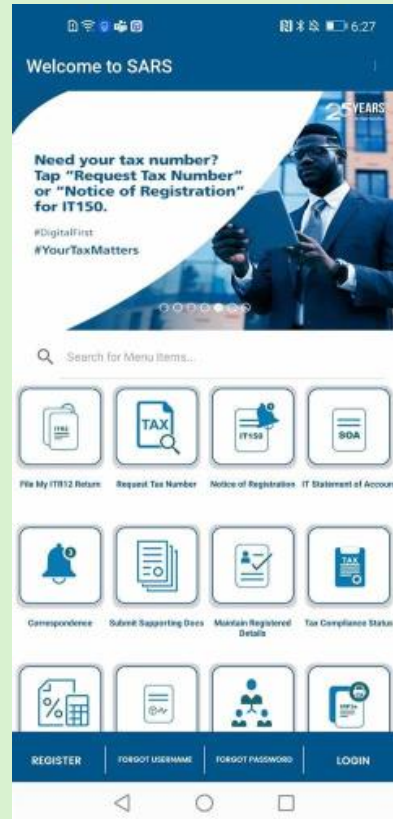 6:27
Welcome to SARS
25 YEARS
Need your tax number?
Tap "Request Tax Number"
or "Notice of Registration"
for IT150.
#DigitalFirst
#YourTaxMatters
Search for Menu Items...
TAX
IT150
SOA
File My ITR12 Return
Request Tax Number
Notice of Registration
IT Statement of Account
TAX
Correspondence
Submit Supporting Docs
Maintain Registered Details
Tax Compliance Status
REGISTER
FORGOT USERNAME
FORGOT PASSWORD
LOGIN